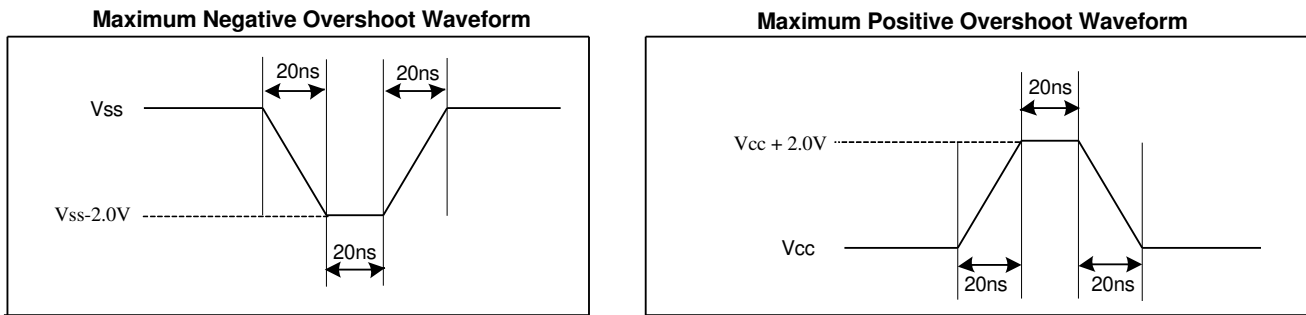 Maximum Negative Overshoot Waveform
20ns
20ns
Vss
Vss-2.0V
20ns
Maximum Positive Overshoot Waveform
20ns
Vcc + 2.0V
Vcc
20ns
20ns